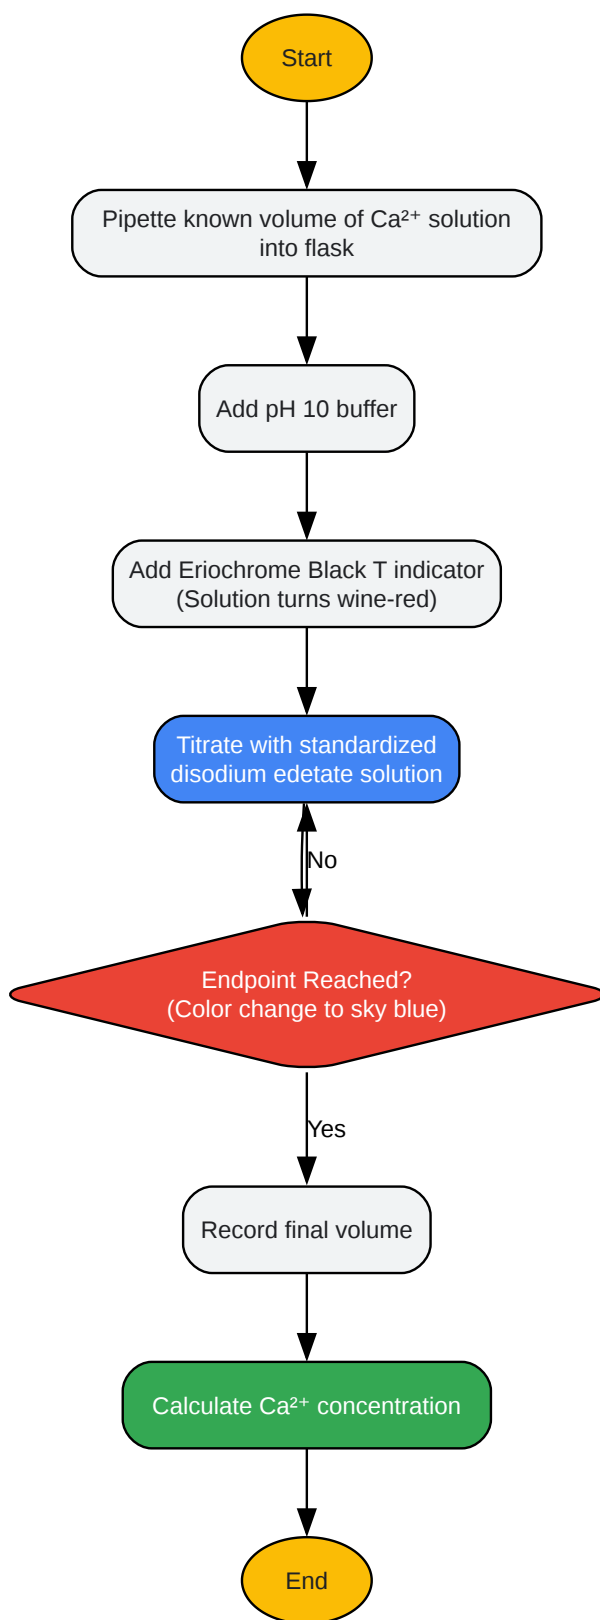 Start
Pipette known volume of Ca²⁺ solution
into flask
Add pH 10 buffer
Add Eriochrome Black T indicator
(Solution turns wine-red)
Titrate with standardized
disodium edetate solution
No
Endpoint Reached?
(Color change to sky blue)
Yes
Record final volume
Calculate Ca²⁺ concentration
End